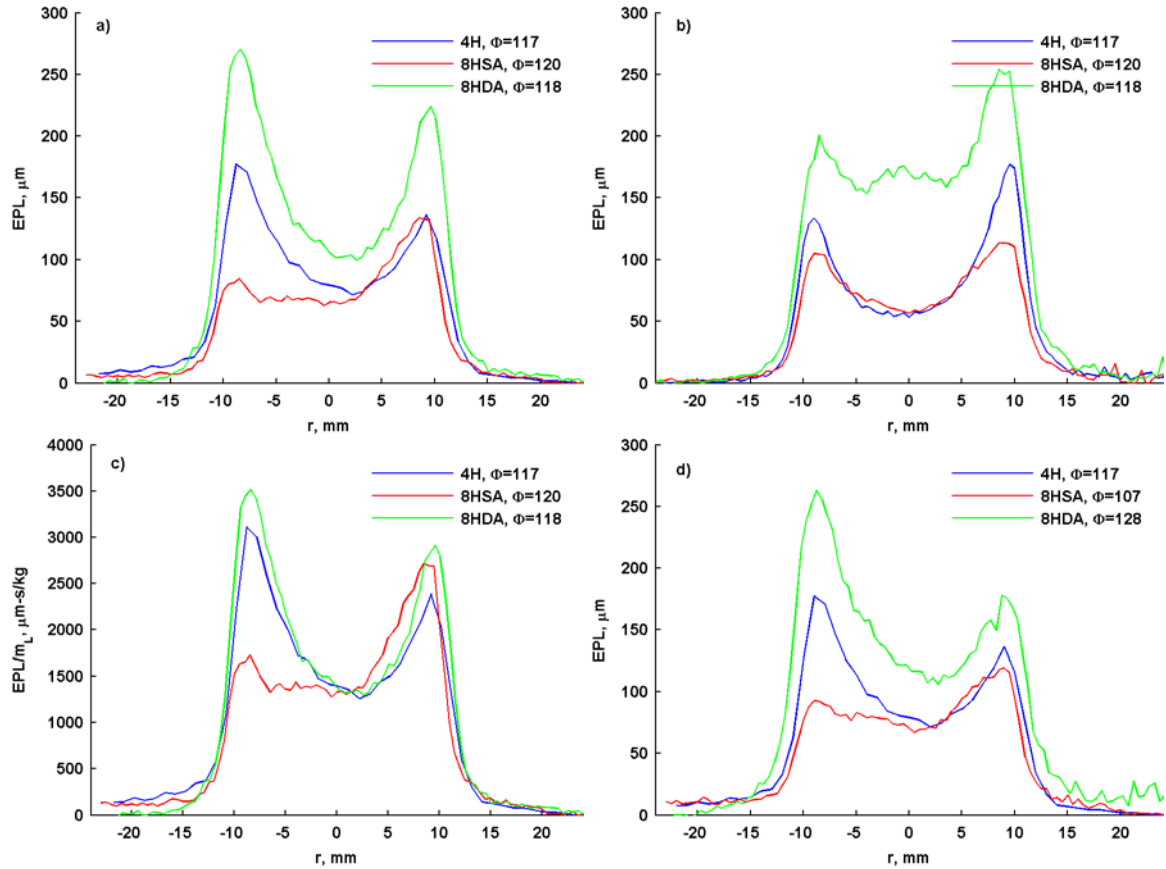 a)
4H, Φ=117
8HSA, Φ=120
8HDA, Φ=118
EPL, μm
300
250
200
150
100
50
0
-20 -15 -10 -5 0 5 10 15 20
r, mm
b)
4H, Φ=117
8HSA, Φ=120
8HDA, Φ=118
EPL, μm
300
250
200
150
100
50
0
-20 -15 -10 -5 0 5 10 15 20
r, mm
c)
4H, Φ=117
8HSA, Φ=120
8HDA, Φ=118
EPL/mL, μm-s/kg
4000
3500
3000
2500
2000
1500
1000
500
0
-20 -15 -10 -5 0 5 10 15 20
r, mm
d)
4H, Φ=117
8HSA, Φ=107
8HDA, Φ=128
EPL, μm
300
250
200
150
100
50
0
-20 -15 -10 -5 0 5 10 15 20
r, mm